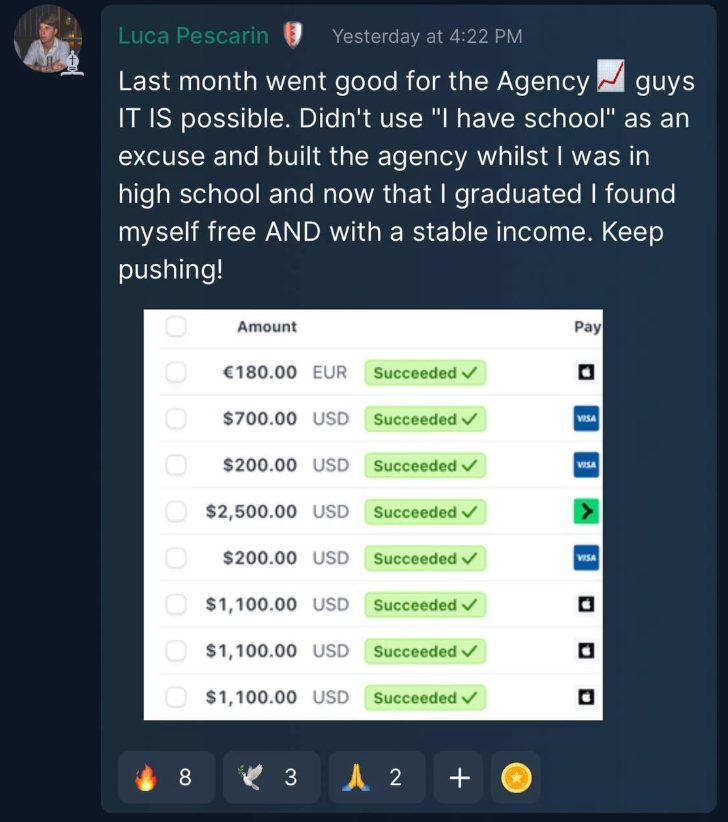 Luca Pescarin Yesterday at 4:22 PM
Last month went good for the Agency 📈 guys
IT IS possible. Didn't use "I have school" as an
excuse and built the agency whilst I was in
high school and now that I graduated I found
myself free AND with a stable income. Keep
pushing!
Amount Pay
€180.00 EUR Succeeded ✓
$700.00 USD Succeeded ✓ VISA
$200.00 USD Succeeded ✓ VISA
$2,500.00 USD Succeeded ✓
$200.00 USD Succeeded ✓ VISA
$1,100.00 USD Succeeded ✓
$1,100.00 USD Succeeded ✓
$1,100.00 USD Succeeded ✓
🔥 8 🕊️ 3 🙏 2 +